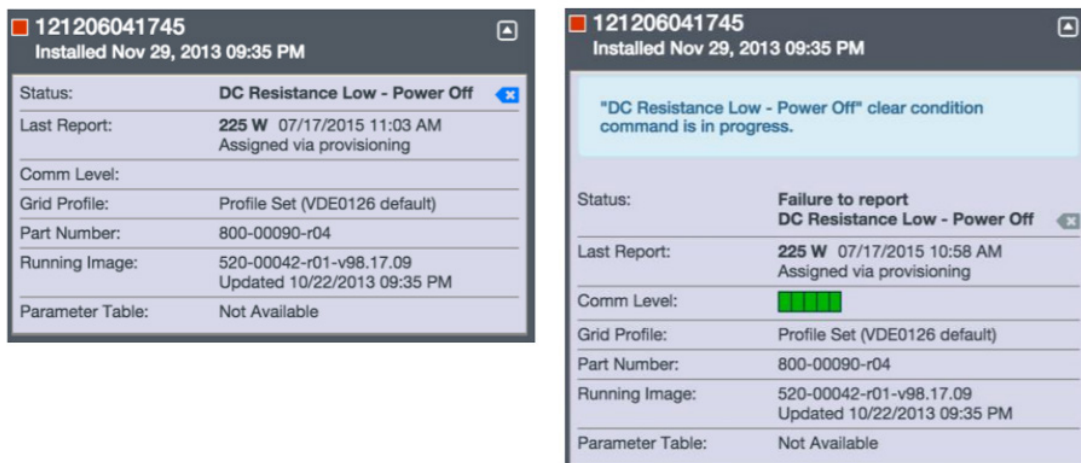 121206041745
Installed Nov 29, 2013 09:35 PM
Status: DC Resistance Low - Power Off
Last Report: 225 W 07/17/2015 11:03 AM
Assigned via provisioning
Comm Level:
Grid Profile: Profile Set (VDE0126 default)
Part Number: 800-00090-r04
Running Image: 520-00042-r01-v98.17.09
Updated 10/22/2013 09:35 PM
Parameter Table: Not Available
121206041745
Installed Nov 29, 2013 09:35 PM
"DC Resistance Low - Power Off" clear condition
command is in progress.
Status: Failure to report
DC Resistance Low - Power Off
Last Report: 225 W 07/17/2015 10:58 AM
Assigned via provisioning
Comm Level:
Grid Profile: Profile Set (VDE0126 default)
Part Number: 800-00090-r04
Running Image: 520-00042-r01-v98.17.09
Updated 10/22/2013 09:35 PM
Parameter Table: Not Available